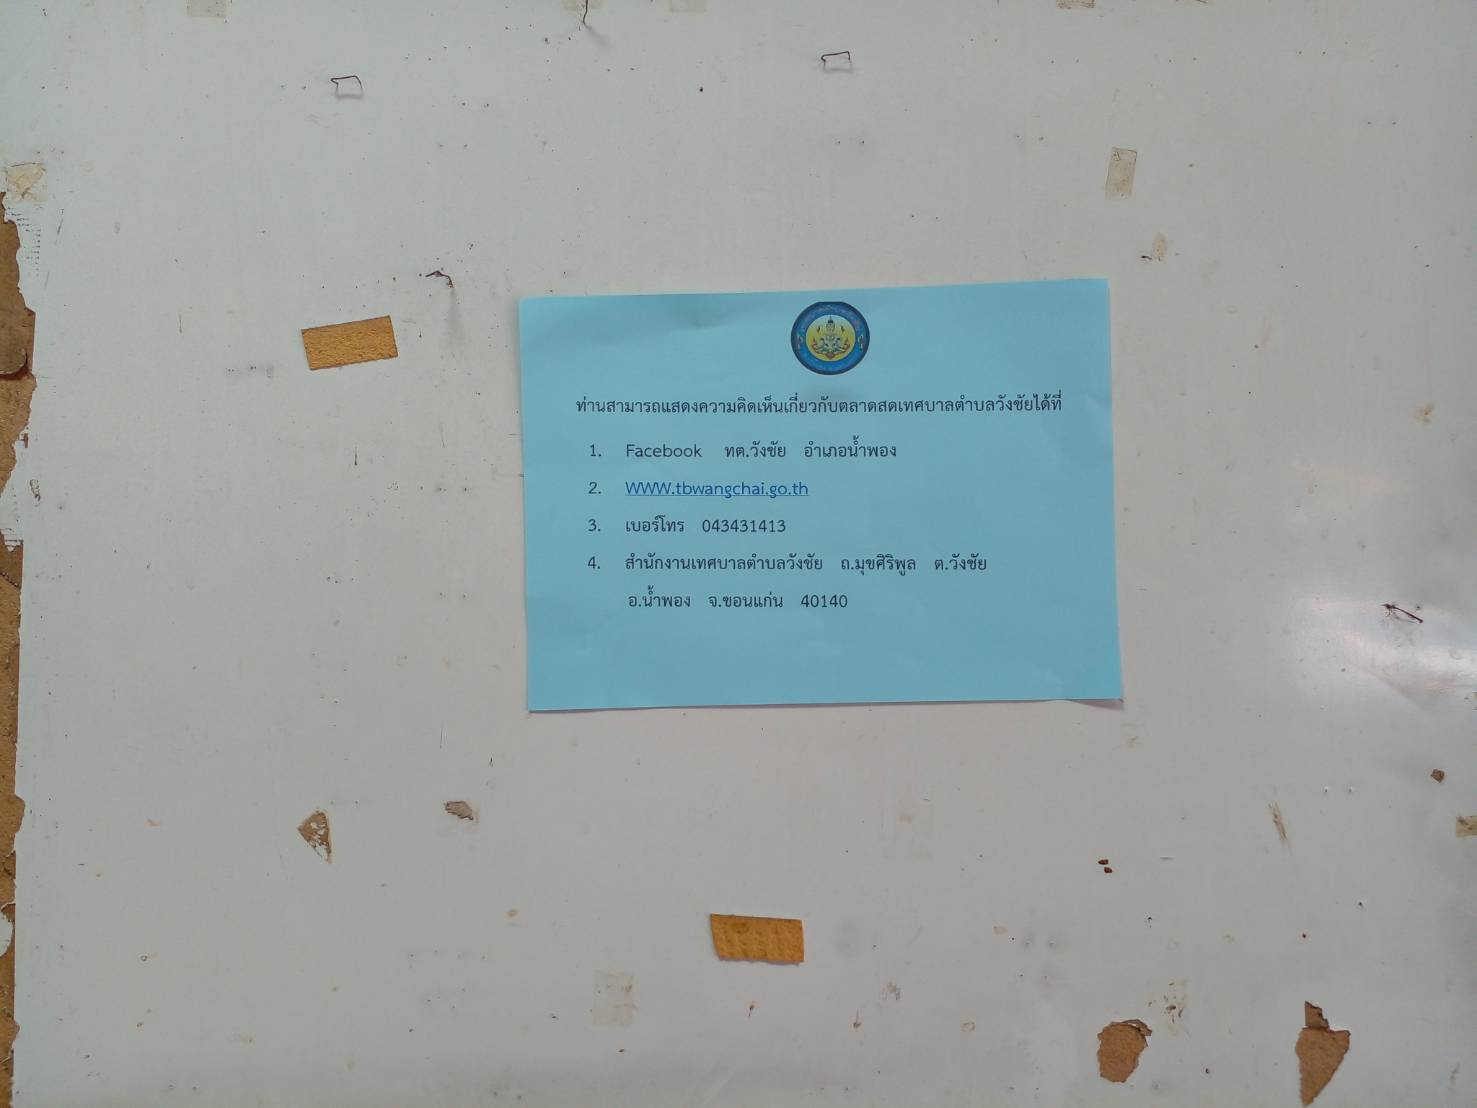 ท่านสามารถแสดงความคิดเห็นเกี่ยวกับตลาดสดเทศบาลตำบลวังชัยได้ที่
1. Facebook ทต.วังชัย อำเภอน้ำพอง
2. WWW.tbwangchai.go.th
3. เบอร์โทร 043431413
4. สำนักงานเทศบาลตำบลวังชัย ถ.มุขศิริพูล ต.วังชัย
อ.น้ำพอง จ.ขอนแก่น 40140